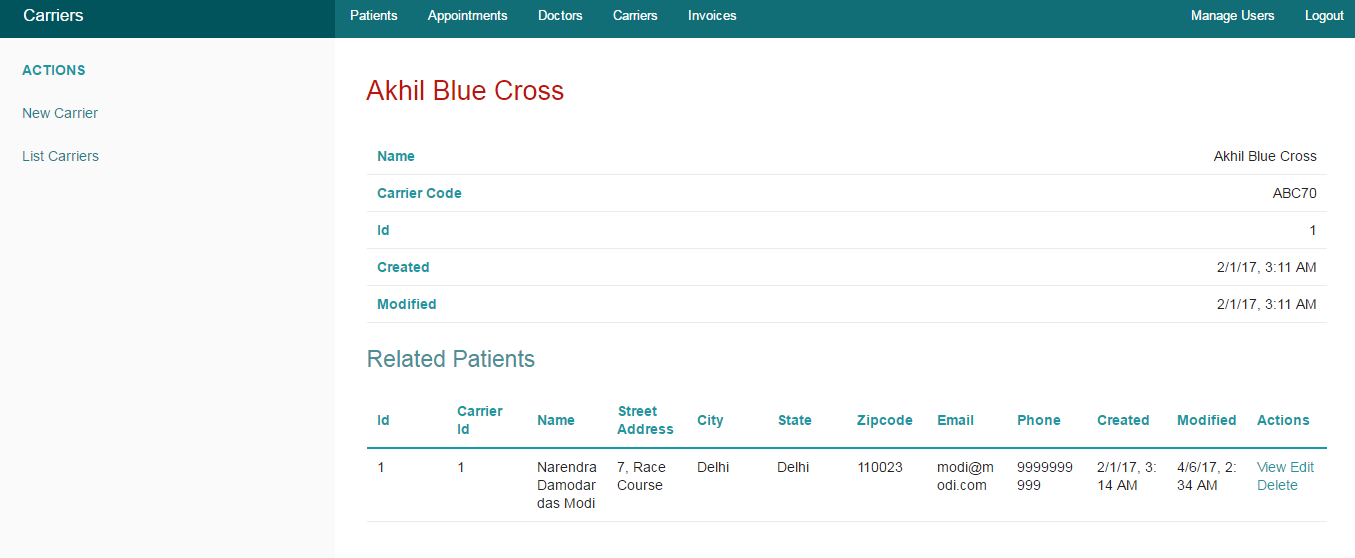 Carriers Patients Appointments Doctors Carriers Invoices Manage Users Logout
ACTIONS
New Carrier
List Carriers
Akhil Blue Cross
Name Akhil Blue Cross
Carrier Code ABC70
Id 1
Created 2/1/17, 3:11 AM
Modified 2/1/17, 3:11 AM
Related Patients
Id Carrier Id Name Street Address City State Zipcode Email Phone Created Modified Actions
1 1 Narendra 7, Race Delhi Delhi 110023 modi@m 9999999 2/1/17, 3: 4/6/17, 2: View Edit
Damodar Course odi.com 999 14 AM 34 AM Delete
das Modi